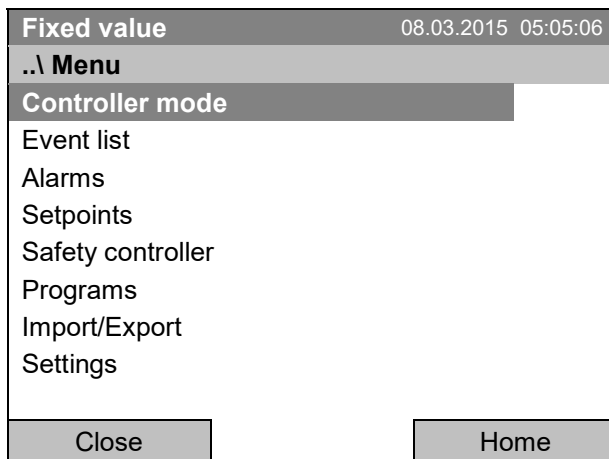 Fixed value 08.03.2015 05:05:06
..\ Menu
Controller mode
Event list
Alarms
Setpoints
Safety controller
Programs
Import/Export
Settings
Close Home